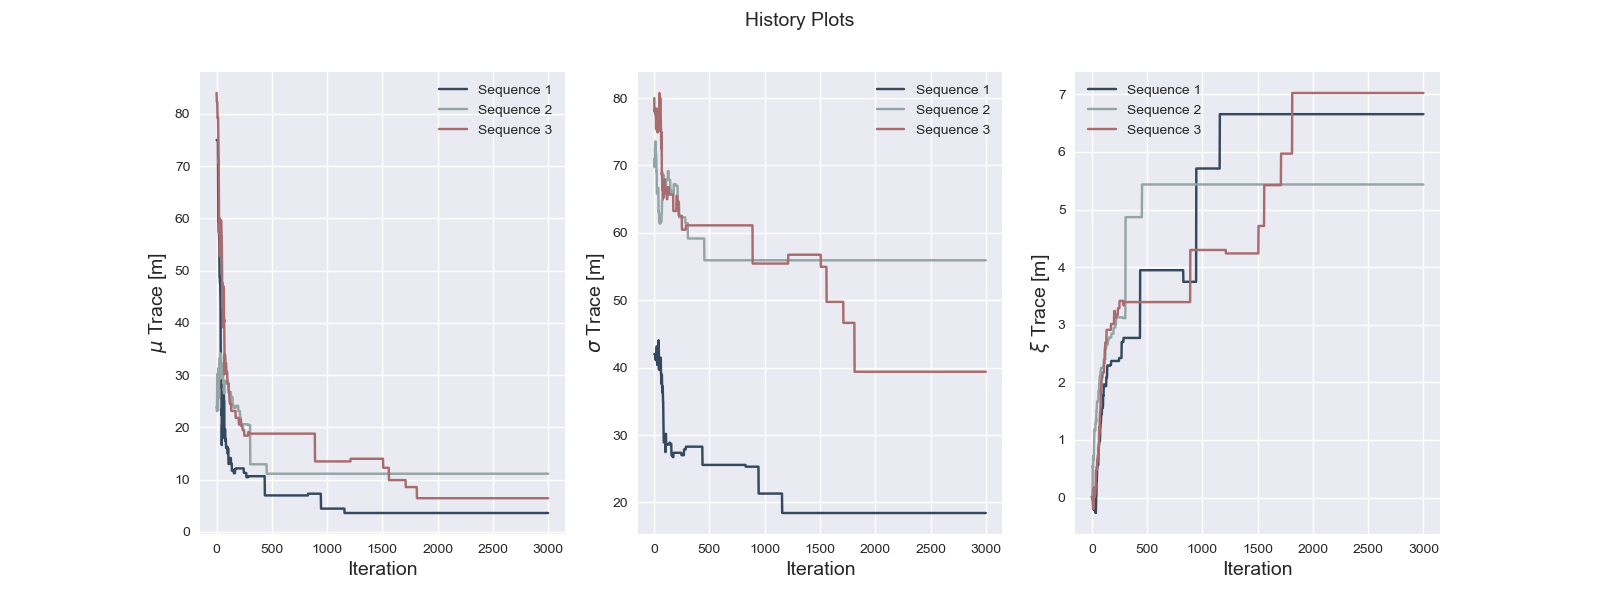 History Plots
μ Trace [m]
80
70
60
50
40
30
20
10
0
0 500 1000 1500 2000 2500 3000
Iteration
Sequence 1
Sequence 2
Sequence 3
σ Trace [m]
80
70
60
50
40
30
20
0 500 1000 1500 2000 2500 3000
Iteration
Sequence 1
Sequence 2
Sequence 3
ξ Trace [m]
7
6
5
4
3
2
1
0
0 500 1000 1500 2000 2500 3000
Iteration
Sequence 1
Sequence 2
Sequence 3